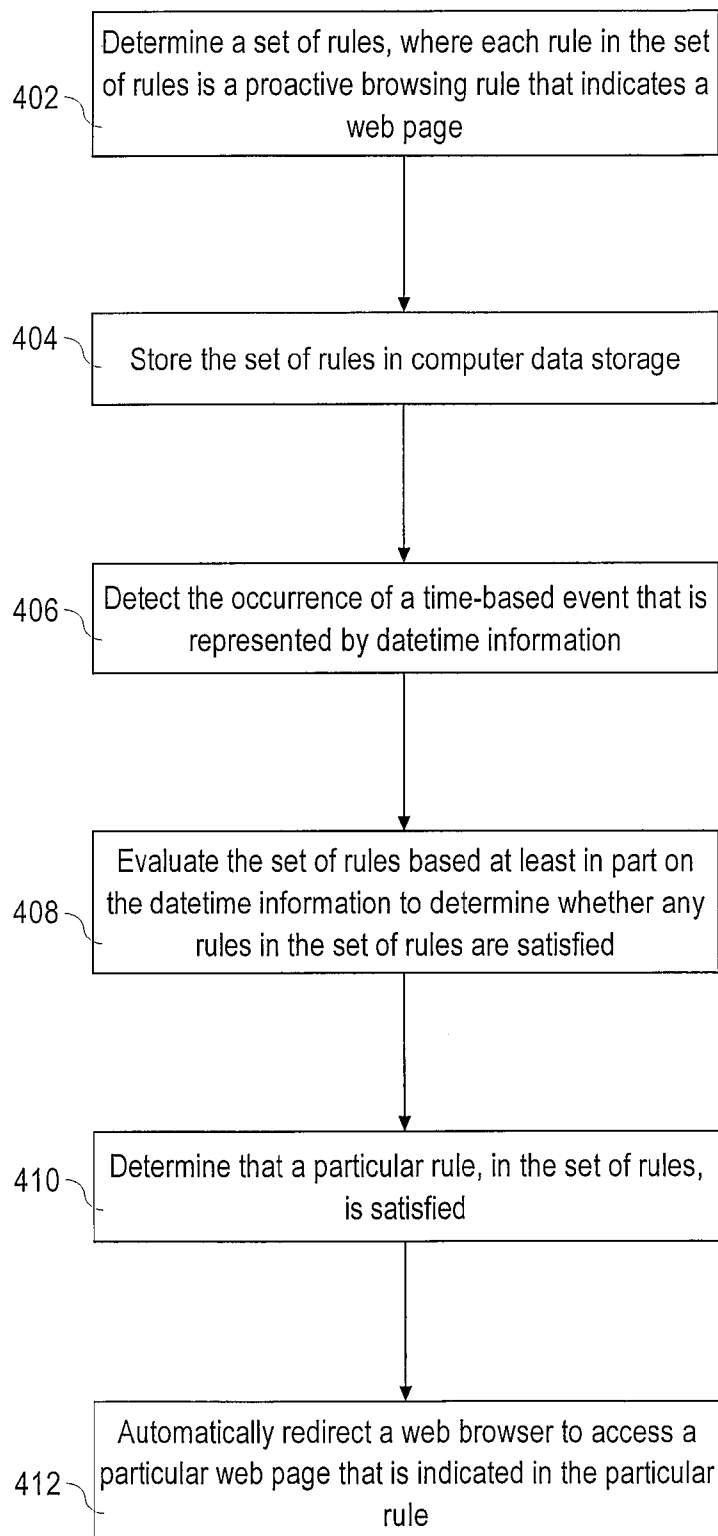 Determine a set of rules, where each rule in the set
of rules is a proactive browsing rule that indicates a
web page
402
404
Store the set of rules in computer data storage
406
Detect the occurrence of a time-based event that is
represented by datetime information
Evaluate the set of rules based at least in part on
the datetime information to determine whether any
rules in the set of rules are satisfied
408
Determine that a particular rule, in the set of rules,
is satisfied
410
Automatically redirect a web browser to access a
particular web page that is indicated in the particular
rule
412